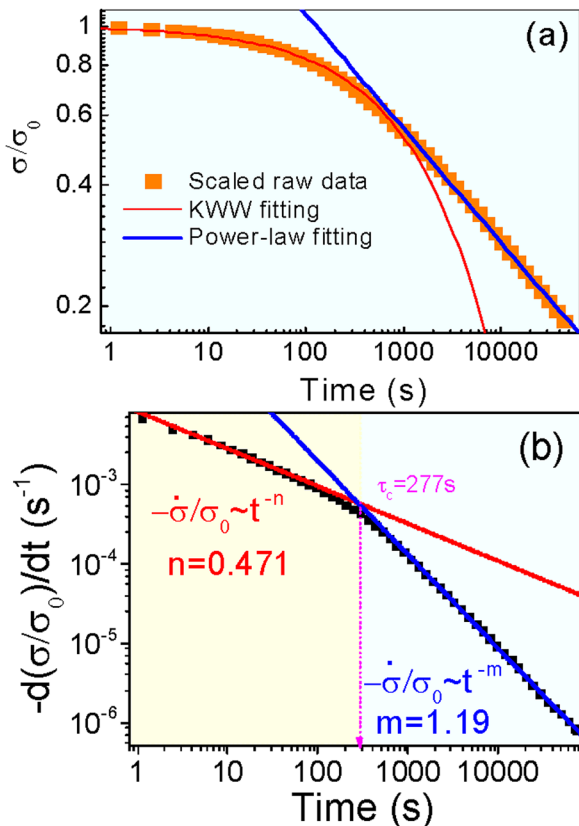 (a)
1
0.8
0.6
0.4
0.2
σ/σ₀
Scaled raw data
KWW fitting
Power-law fitting
1 10 100 1000 10000
Time (s)
(b)
10⁻³
10⁻⁴
10⁻⁵
10⁻⁶
-d(σ/σ₀)/dt (s⁻¹)
τc=277s
−σ̇/σ₀~t⁻ⁿ
n=0.471
−σ̇/σ₀~t⁻ᵐ
m=1.19
1 10 100 1000 10000
Time (s)